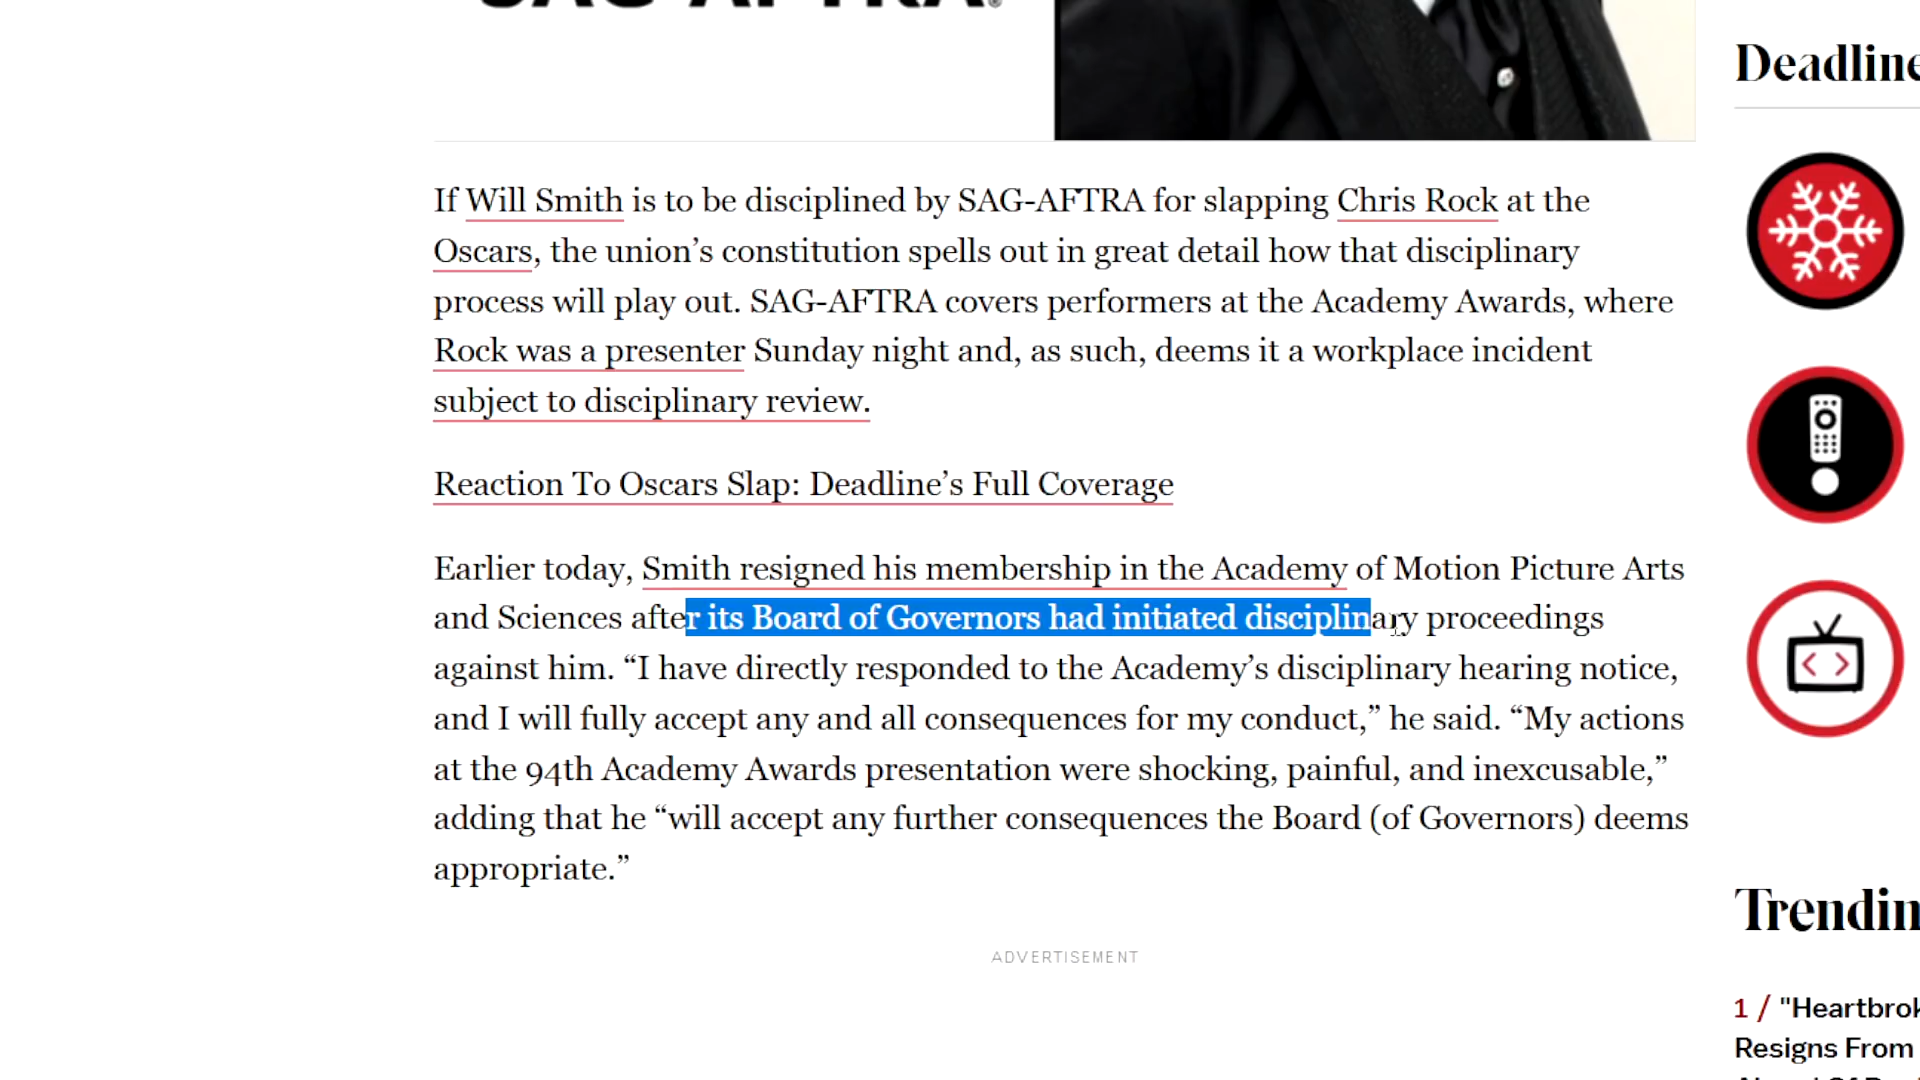 SAG-AFTRA®
Deadline
If Will Smith is to be disciplined by SAG-AFTRA for slapping Chris Rock at the
Oscars, the union’s constitution spells out in great detail how that disciplinary
process will play out. SAG-AFTRA covers performers at the Academy Awards, where
Rock was a presenter Sunday night and, as such, deems it a workplace incident
subject to disciplinary review.
Reaction To Oscars Slap: Deadline’s Full Coverage
Earlier today, Smith resigned his membership in the Academy of Motion Picture Arts
and Sciences after its Board of Governors had initiated disciplinary proceedings
against him. “I have directly responded to the Academy’s disciplinary hearing notice,
and I will fully accept any and all consequences for my conduct,” he said. “My actions
at the 94th Academy Awards presentation were shocking, painful, and inexcusable,”
adding that he “will accept any further consequences the Board (of Governors) deems
appropriate.”
ADVERTISEMENT
Trendin
1 / "Heartbrok
Resigns From